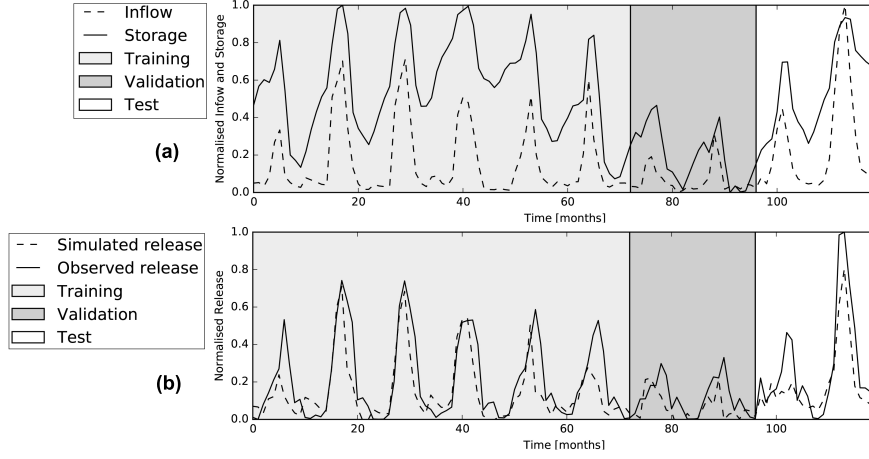 Inflow
Storage
Training
Validation
Test
(a)
Normalised Infow and Storage
1.0
0.8
0.6
0.4
0.2
0.0
0 20 40 60 80 100
Time [months]
Simulated release
Observed release
Training
Validation
Test
(b)
Normalised Release
1.0
0.8
0.6
0.4
0.2
0.0
0 20 40 60 80 100
Time [months]